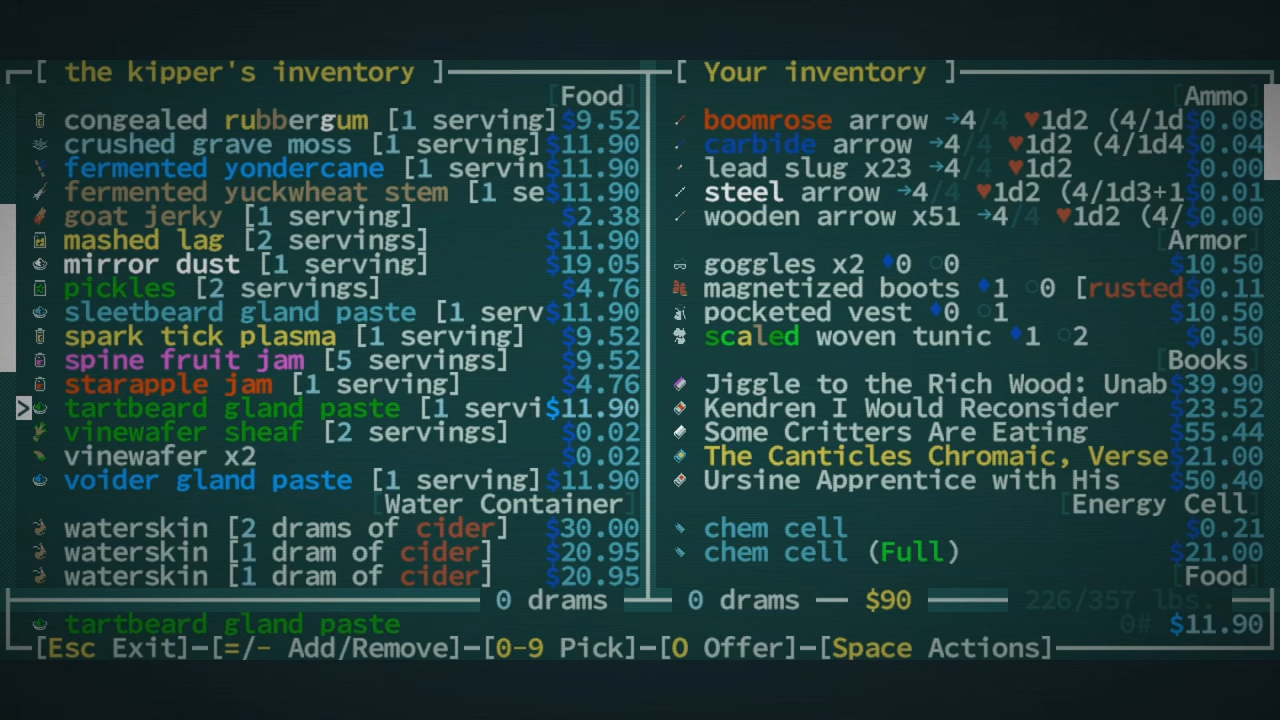 [ the kipper's inventory ]
[Food]
congealed rubbergum [1 serving] $9.52
crushed grave moss [1 serving] $11.90
fermented yondercane [1 servin $11.90
fermented yuckwheat stem [1 se $11.90
goat jerky [1 serving] $2.38
mashed lag [2 servings] $11.90
mirror dust [1 serving] $19.05
pickles [2 servings] $4.76
sleetbeard gland paste [1 serv $11.90
spark tick plasma [1 serving] $9.52
spine fruit jam [5 servings] $9.52
starapple jam [1 serving] $4.76
> tartbeard gland paste [1 servi $11.90
vinewafer sheaf [2 servings] $0.02
vinewafer x2 $0.02
voider gland paste [1 serving] $11.90
[Water Container]
waterskin [2 drams of cider] $30.00
waterskin [1 dram of cider] $20.95
waterskin [1 dram of cider] $20.95
0 drams
[ Your inventory ]
[Ammo]
boomrose arrow →4/4 ♥1d2 (4/1d $0.08
carbide arrow →4/4 ♥1d2 (4/1d4 $0.04
lead slug x23 →4/4 ♥1d2 $0.00
steel arrow →4/4 ♥1d2 (4/1d3+1 $0.01
wooden arrow x51 →4/4 ♥1d2 (4/ $0.00
[Armor]
goggles x2 ♦0 ○0 $10.50
magnetized boots ♦1 ○0 [rusted $0.11
pocketed vest ♦0 ○1 $10.50
scaled woven tunic ♦1 ○2 $0.50
[Books]
Jiggle to the Rich Wood: Unab $39.90
Kendren I Would Reconsider $23.52
Some Critters Are Eating $55.44
The Canticles Chromaic, Verse $21.00
Ursine Apprentice with His $50.40
[Energy Cell]
chem cell $0.21
chem cell (Full) $21.00
[Food]
0 drams — $90 226/357 lbs.
tartbeard gland paste 0# $11.90
[Esc Exit]—[=/- Add/Remove]—[0-9 Pick]—[O Offer]—[Space Actions]